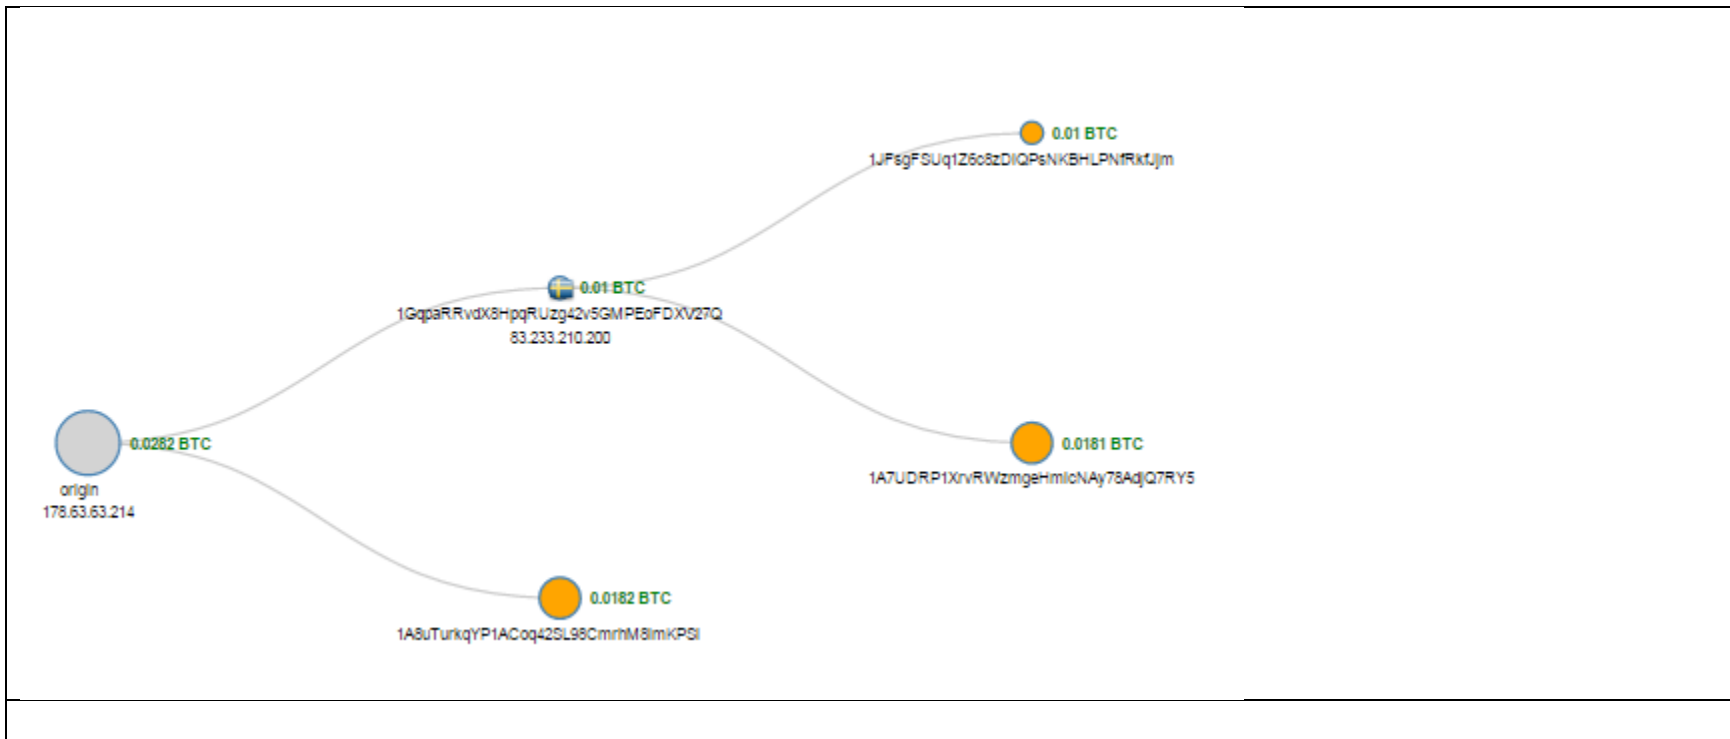 0.01 BTC
1JFsgFSUq1Z6c8zDiQPsNKBHLPNfRkfJjm
0.01 BTC
1GqpaRRvdX8HpqRUzg42v5GMPEoFDXV27Q
83.233.210.200
0.0282 BTC
origin
178.63.63.214
0.0181 BTC
1A7UDRP1XrvRWzmgeHmicNAy78AdjQ7RY5
0.0182 BTC
1A8uTurkqYP1ACoq42SL98CmrhM8imKPSi